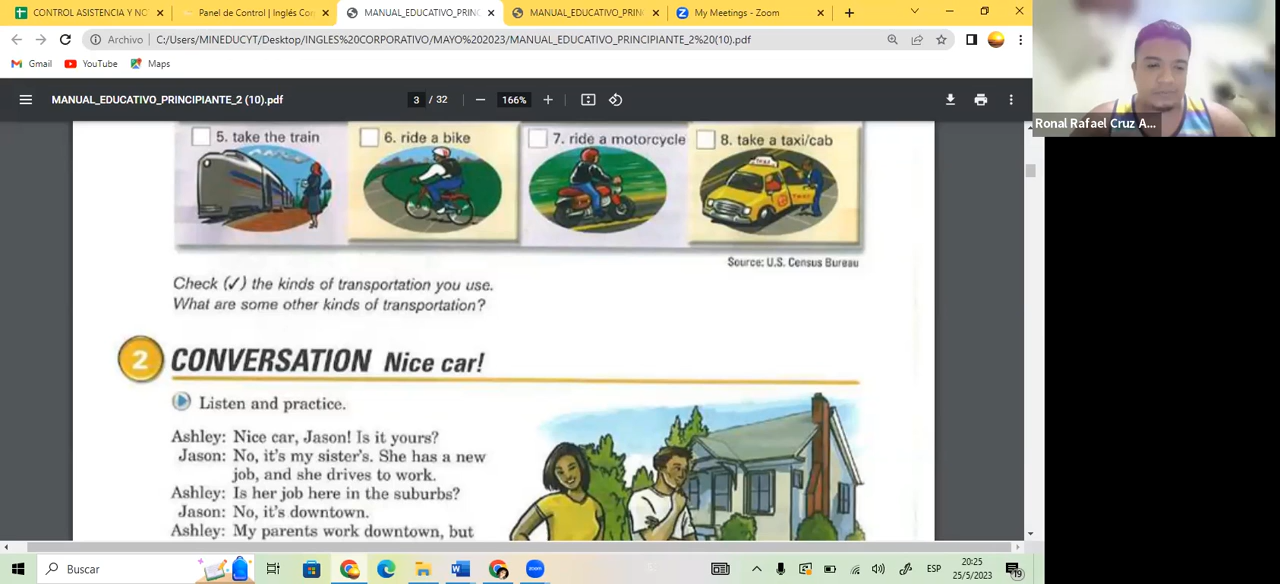 CONTROL ASISTENCIA Y NO
Panel de Control | Inglés Cor
MANUAL_EDUCATIVO_PRINC
MANUAL_EDUCATIVO_PRIN
My Meetings - Zoom
Archivo
C:/Users/MINEDUCYT/Desktop/INGLES%20CORPORATIVO/MAYO%202023/MANUAL_EDUCATIVO_PRINCIPIANTE_2%20(10).pdf
Gmail
YouTube
Maps
MANUAL_EDUCATIVO_PRINCIPIANTE_2 (10).pdf
3 / 32
166%
Ronal Rafael Cruz A...
5. take the train
6. ride a bike
7. ride a motorcycle
8. take a taxi/cab
TAXI
Source: U.S. Census Bureau
Check (✓) the kinds of transportation you use.
What are some other kinds of transportation?
2 CONVERSATION Nice car!
Listen and practice.
Ashley: Nice car, Jason! Is it yours?
Jason: No, it's my sister's. She has a new
job, and she drives to work.
Ashley: Is her job here in the suburbs?
Jason: No, it's downtown.
Ashley: My parents work downtown, but
Buscar
zoom
ESP
20:25
25/5/2023
19